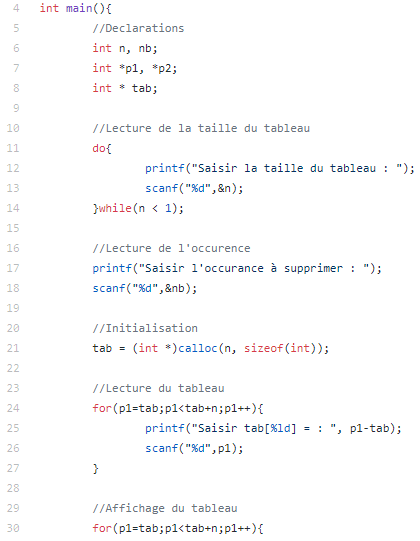 4 int main(){
5 //Declarations
6 int n, nb;
7 int *p1, *p2;
8 int * tab;
9
10 //Lecture de la taille du tableau
11 do{
12 printf("Saisir la taille du tableau : ");
13 scanf("%d",&n);
14 }while(n < 1);
15
16 //Lecture de l'occurence
17 printf("Saisir l'occurance à supprimer : ");
18 scanf("%d",&nb);
19
20 //Initialisation
21 tab = (int *)calloc(n, sizeof(int));
22
23 //Lecture du tableau
24 for(p1=tab;p1<tab+n;p1++){
25 printf("Saisir tab[%ld] = : ", p1-tab);
26 scanf("%d",p1);
27 }
28
29 //Affichage du tableau
30 for(p1=tab;p1<tab+n;p1++){